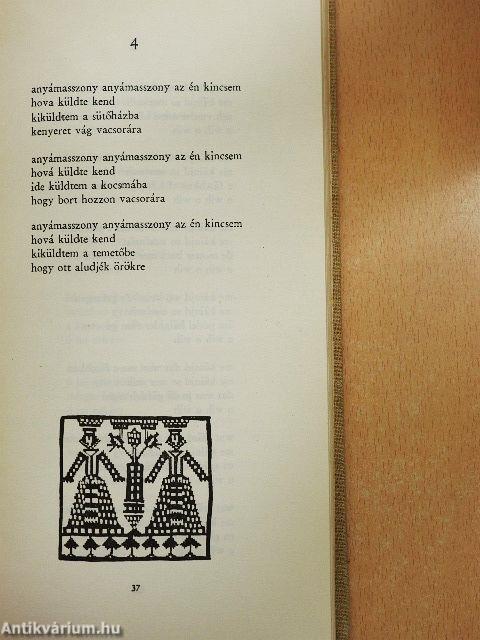 4
anyámasszony anyámasszony az én kincsem
hova küldte kend
kiküldtem a sütőházba
kenyeret vág vacsorára
anyámasszony anyámasszony az én kincsem
hová küldte kend
ide küldtem a kocsmába
hogy bort hozzon vacsorára
anyámasszony anyámasszony az én kincsem
hová küldte kend
kiküldtem a temetőbe
hogy ott aludjék örökre
37
Antikvárium.hu